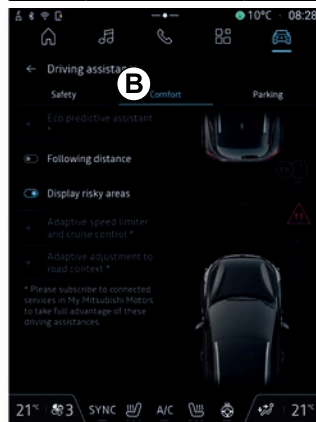 10°C 08:28
← Driving assistan
B
Safety Comfort Parking
Eco predictive assistant
*
Following distance
Display risky areas
Adaptive speed limiter
and cruise control *
Adaptive adjustment to
road context *
* Please subscribe to connected
services in My Mitsubishi Motors
to take full advantage of these
driving assistances.
21° 3 SYNC A/C 21°